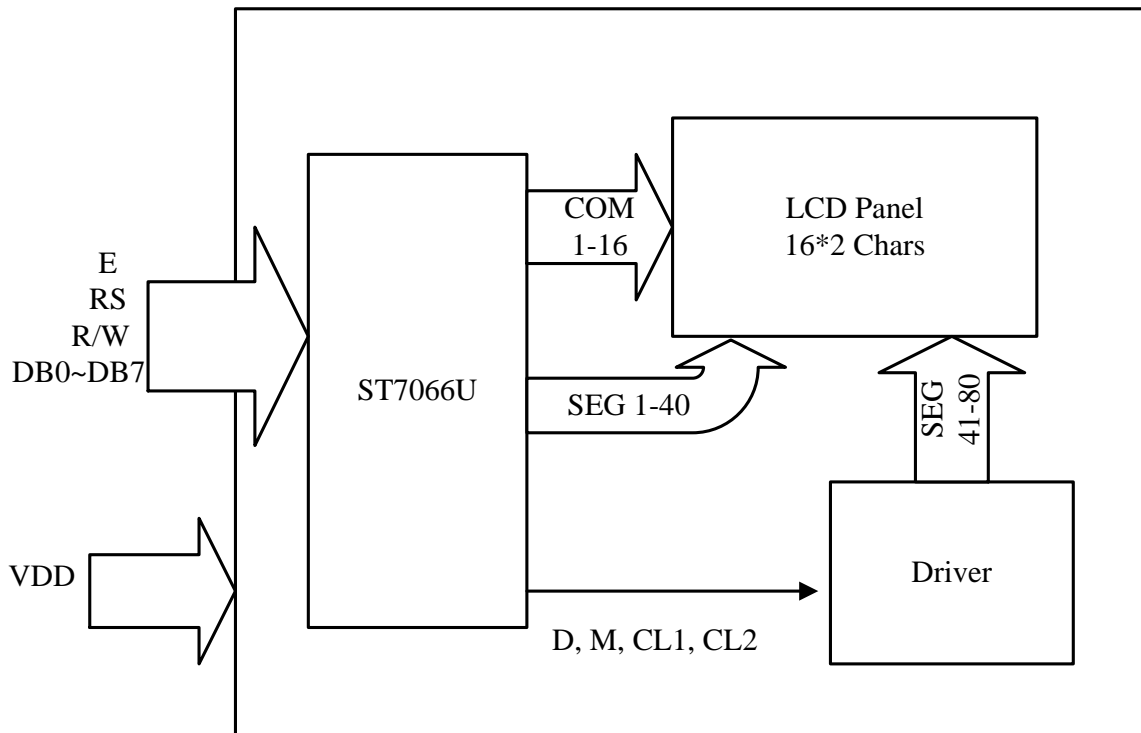 E
RS
R/W
DB0~DB7
VDD
ST7066U
COM
1-16
SEG 1-40
D, M, CL1, CL2
LCD Panel
16*2 Chars
SEG
41-80
Driver